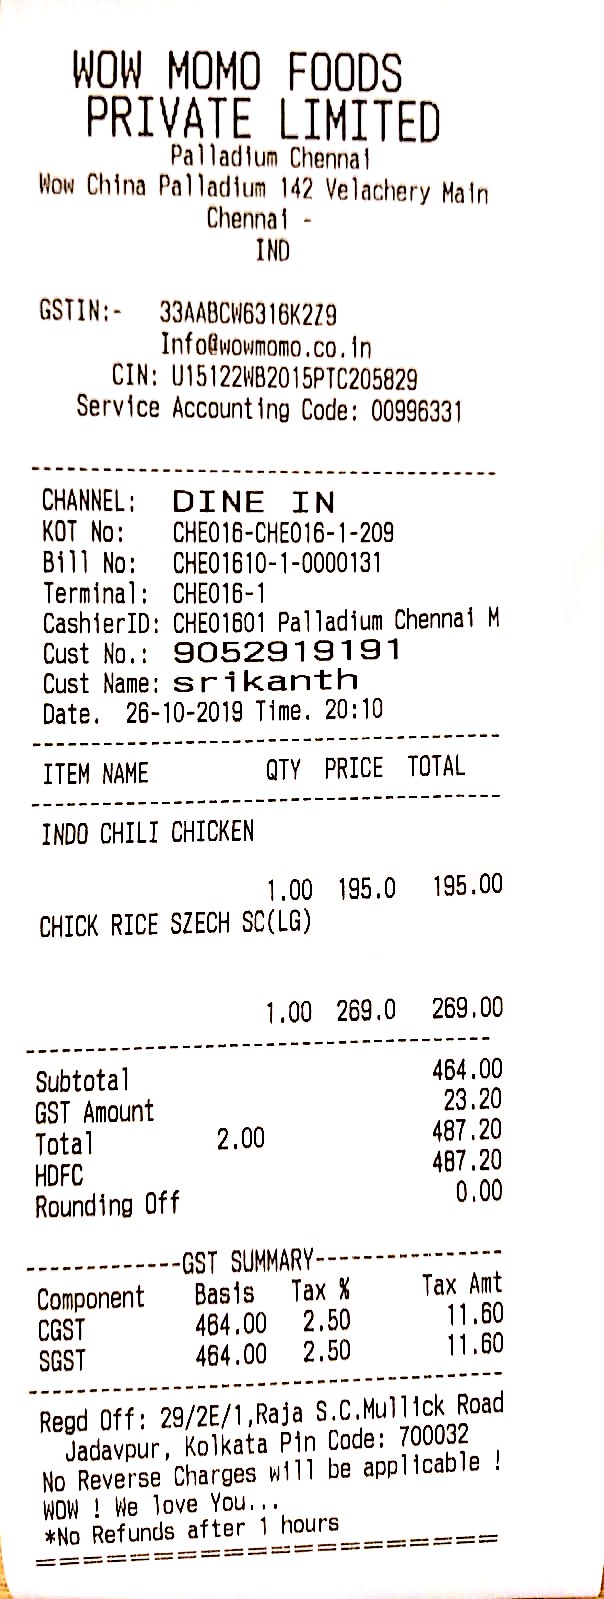 WOW MOMO FOODS
PRIVATE LIMITED
Palladium Chennai
Wow China Palladium 142 Velachery Main
Chennai -
IND
GSTIN:- 33AABCW6316K2Z9
Info@wowmomo.co.in
CIN: U15122WB2015PTC205829
Service Accounting Code: 00996331
--------------------------------------
CHANNEL: DINE IN
KOT No: CHE016-CHE016-1-209
Bill No: CHE01610-1-0000131
Terminal: CHE016-1
CashierID: CHE01601 Palladium Chennai M
Cust No.: 9052919191
Cust Name: srikanth
Date. 26-10-2019 Time. 20:10
--------------------------------------
ITEM NAME QTY PRICE TOTAL
--------------------------------------
INDO CHILI CHICKEN
1.00 195.0 195.00
CHICK RICE SZECH SC(LG)
1.00 269.0 269.00
--------------------------------------
Subtotal 464.00
GST Amount 23.20
Total 2.00 487.20
HDFC 487.20
Rounding Off 0.00
-------------GST SUMMARY----------------
Component Basis Tax % Tax Amt
CGST 464.00 2.50 11.60
SGST 464.00 2.50 11.60
--------------------------------------
Regd Off: 29/2E/1,Raja S.C.Mullick Road
Jadavpur, Kolkata Pin Code: 700032
No Reverse Charges will be applicable !
WOW ! We love You...
*No Refunds after 1 hours
=====================